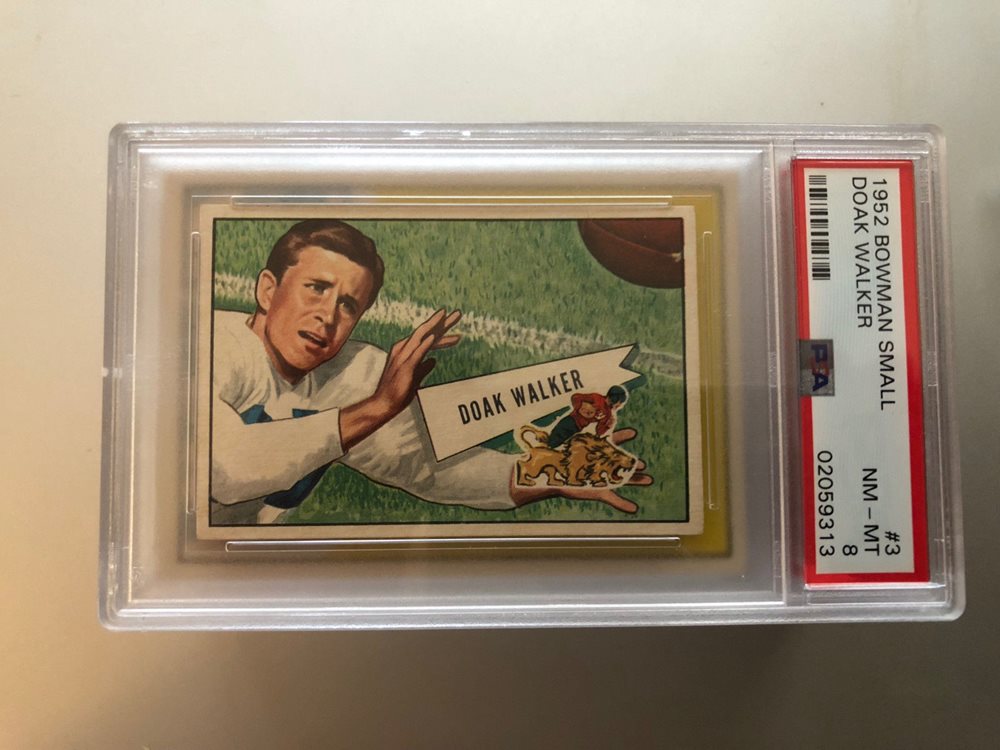 DOAK WALKER
1952 BOWMAN SMALL #3
DOAK WALKER NM - MT
8
PSA
02059313